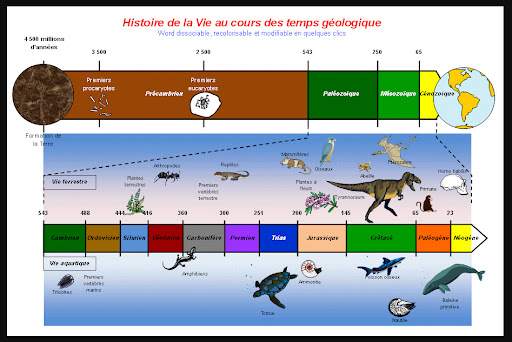 Histoire de la Vie au cours des temps géologique
Word dissociable, recolorisable et modifiable en quelques clics
4 500 millions
d'années
3 500
2 500
543
250
65
Premiers
procaryotes
Précambrien
Premiers
eucaryotes
Paléozoïque
Mésozoïque
Cénozoïque
Formation de
la Terre
Vie terrestre
Plantes
terrestres
Arthropodes
Reptiles
Premiers
vertébrés
terrestre
Mammifères
Oiseaux
Plantes à
fleurs
Abeille
Tyrannosaure
Primate
Homo habilis
543
488
444
416
360
300
251
200
145
65
23
Cambrien
Ordovicien
Silurien
Dévonien
Carbonifère
Permien
Trias
Jurassique
Crétacé
Paléogène
Néogène
Vie aquatique
Trilobites
Premiers
vertébrés
marins
Amphibiens
Tortue
Ammonite
Poisson osseux
Nautile
Baleine
primitive